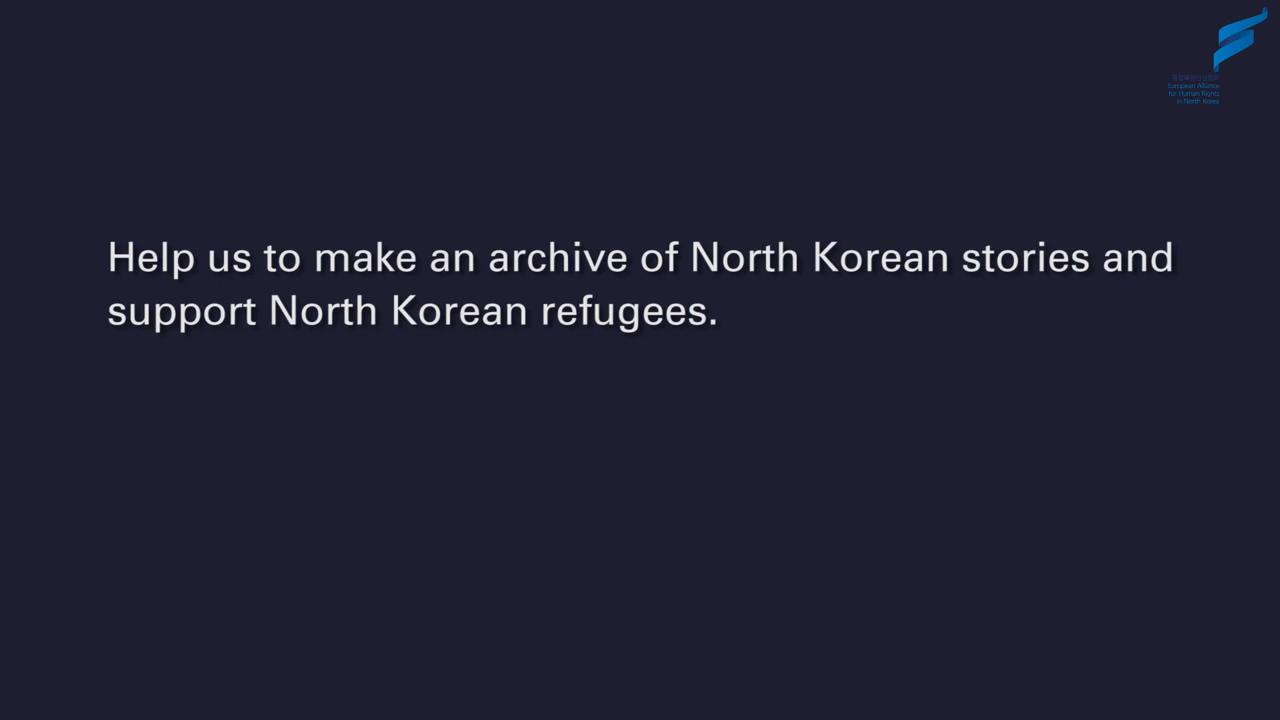 European Alliance
for Human Rights
in North Korea
Help us to make an archive of North Korean stories and
support North Korean refugees.